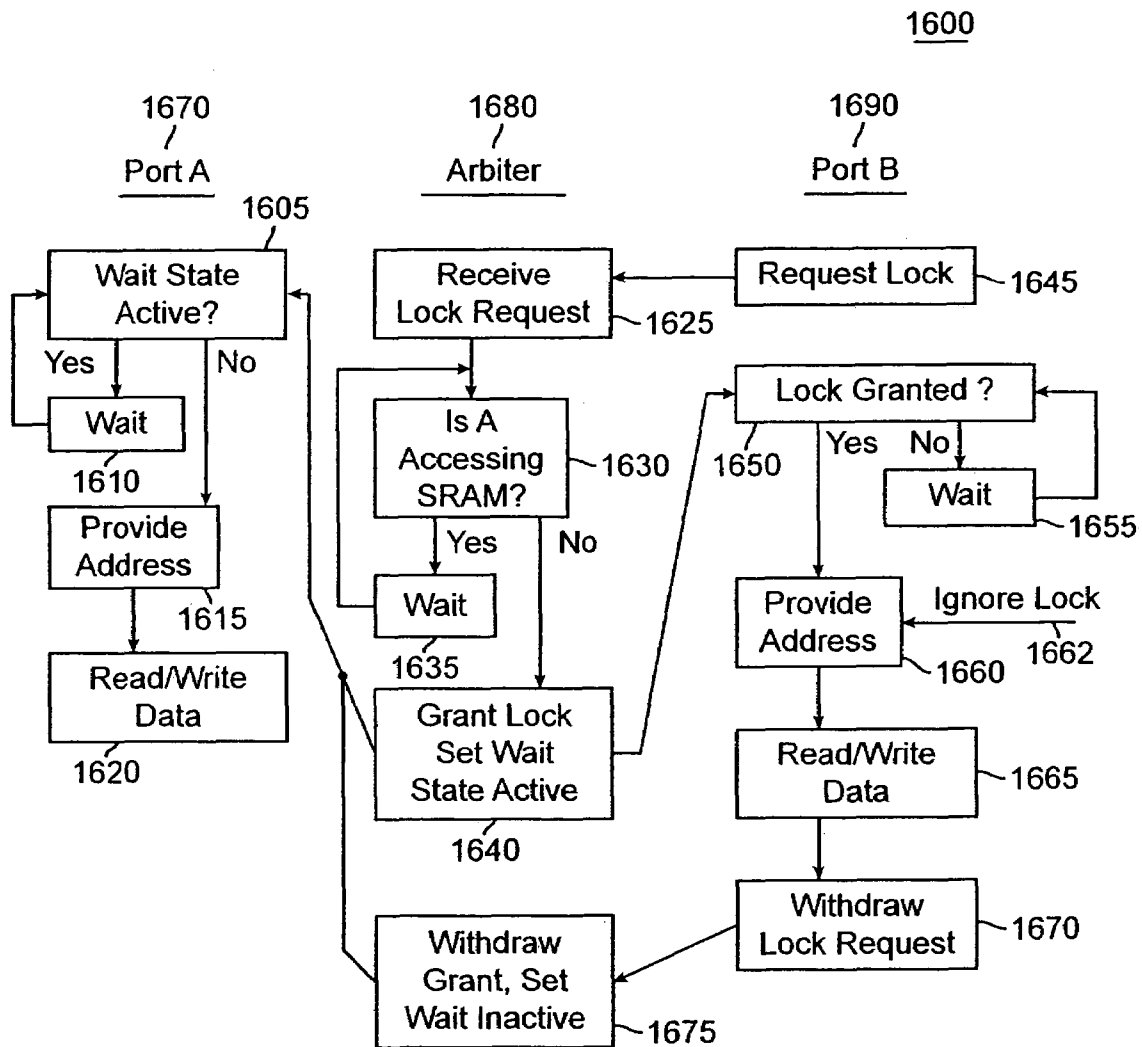 1600
1670
Port A
1680
Arbiter
1690
Port B
1605
Wait State
Active?
Yes
No
Wait
1610
Provide
Address
1615
Read/Write
Data
1620
Receive
Lock Request
1625
Is A
Accessing
SRAM?
1630
Yes
No
Wait
1635
Grant Lock
Set Wait
State Active
1640
Withdraw
Grant, Set
Wait Inactive
1675
Request Lock
1645
Lock Granted ?
1650
Yes
No
Wait
1655
Provide
Address
1660
Ignore Lock
1662
Read/Write
Data
1665
Withdraw
Lock Request
1670